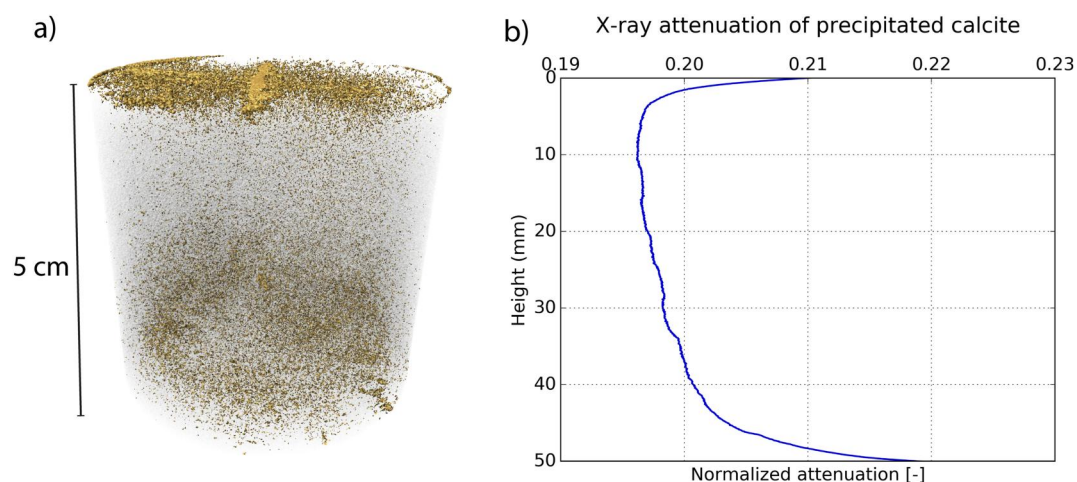 a)
5 cm
b)
X-ray attenuation of precipitated calcite
0.19 0.20 0.21 0.22 0.23
0
10
20
30
40
50
Height (mm)
Normalized attenuation [-]